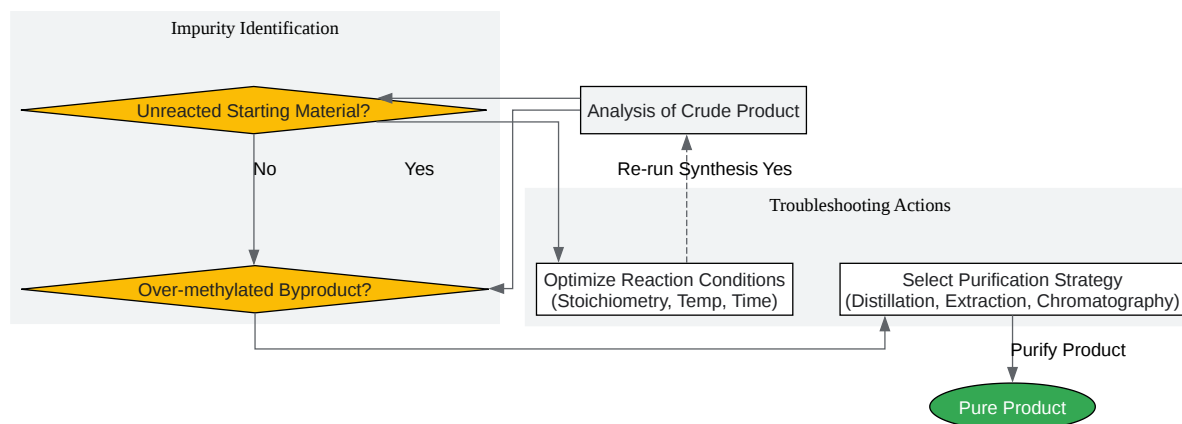 Impurity Identification
Unreacted Starting Material?
Analysis of Crude Product
No
Yes
Re-run Synthesis Yes
Troubleshooting Actions
Over-methylated Byproduct?
Optimize Reaction Conditions
(Stoichiometry, Temp, Time)
Select Purification Strategy
(Distillation, Extraction, Chromatography)
Purify Product
Pure Product